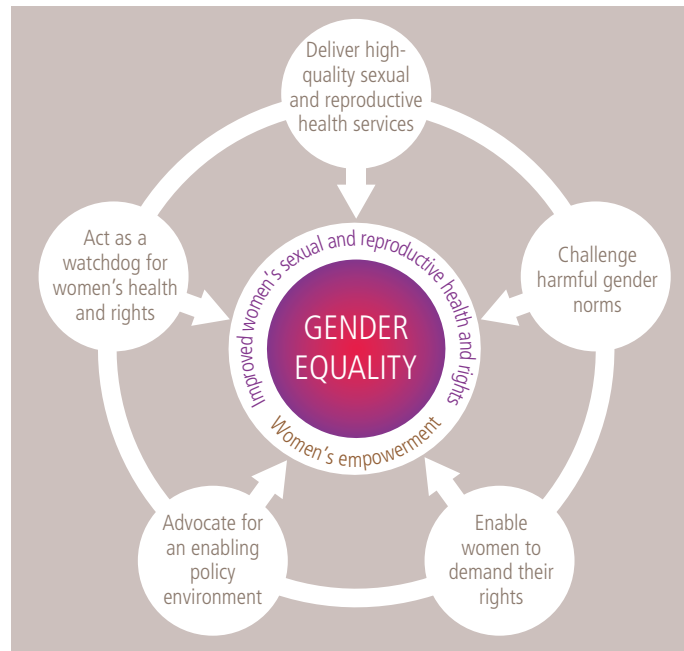 Deliver high-
quality sexual
and reproductive
health services
Act as a
watchdog for
women's health
and rights
Challenge
harmful gender
norms
Improved women's sexual and reproductive health and rights
GENDER
EQUALITY
Women's empowerment
Advocate for
an enabling
policy
environment
Enable
women to
demand their
rights